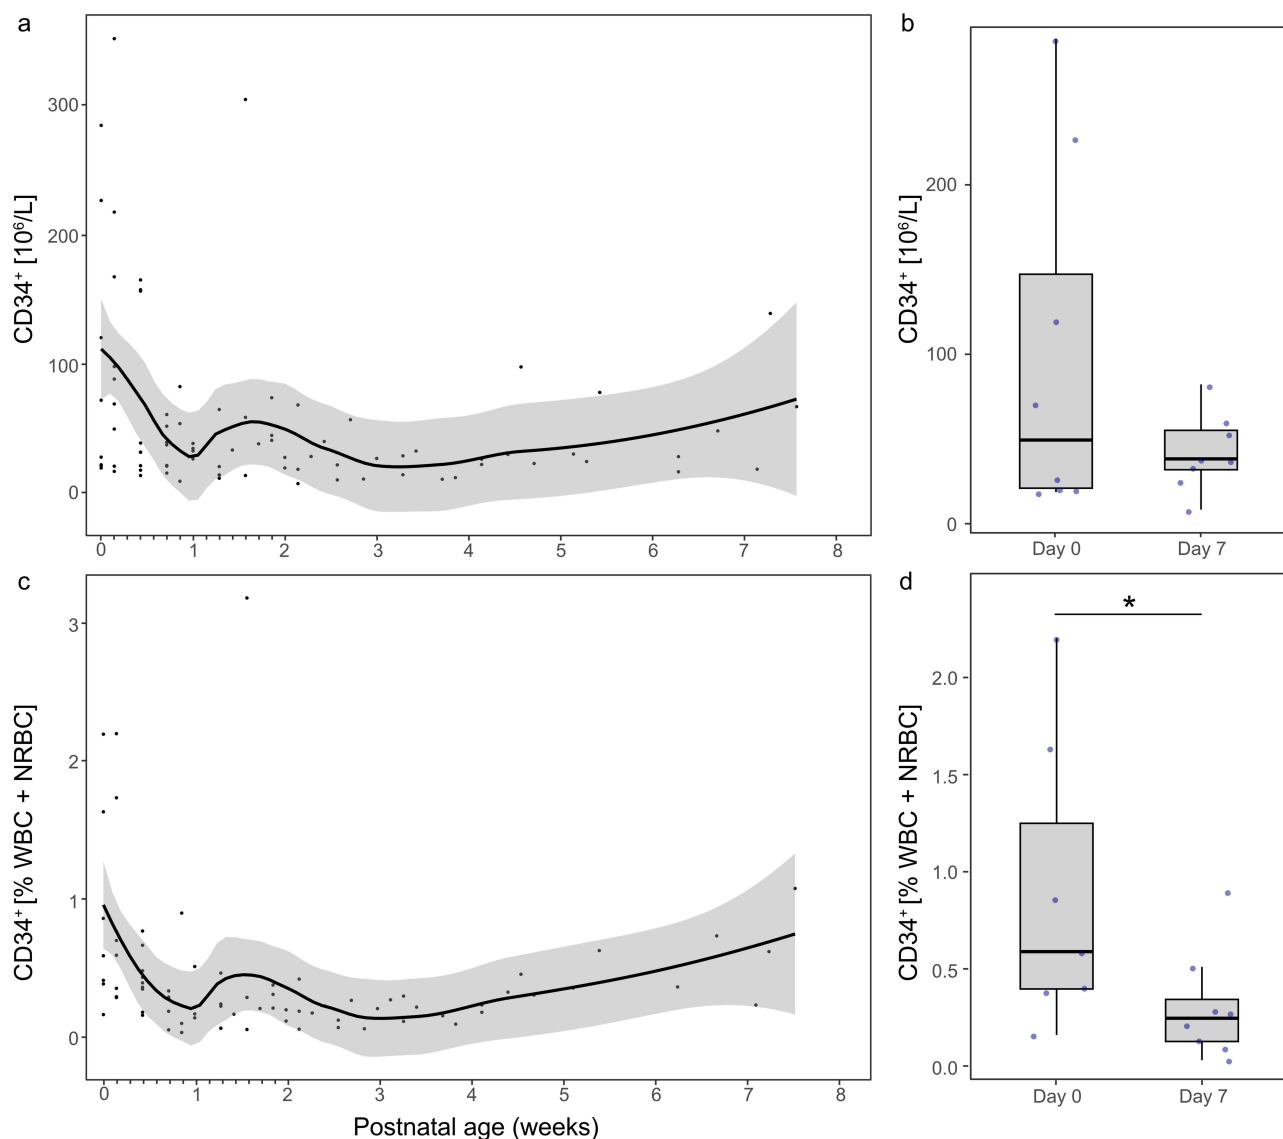 a
b
CD34⁺ [10⁶/L]
300
200
100
0
0 1 2 3 4 5 6 7 8
CD34⁺ [10⁶/L]
200
100
0
Day 0 Day 7
c
d
CD34⁺ [% WBC + NRBC]
3
2
1
0
0 1 2 3 4 5 6 7 8
Postnatal age (weeks)
CD34⁺ [% WBC + NRBC]
*
2.0
1.5
1.0
0.5
0.0
Day 0 Day 7